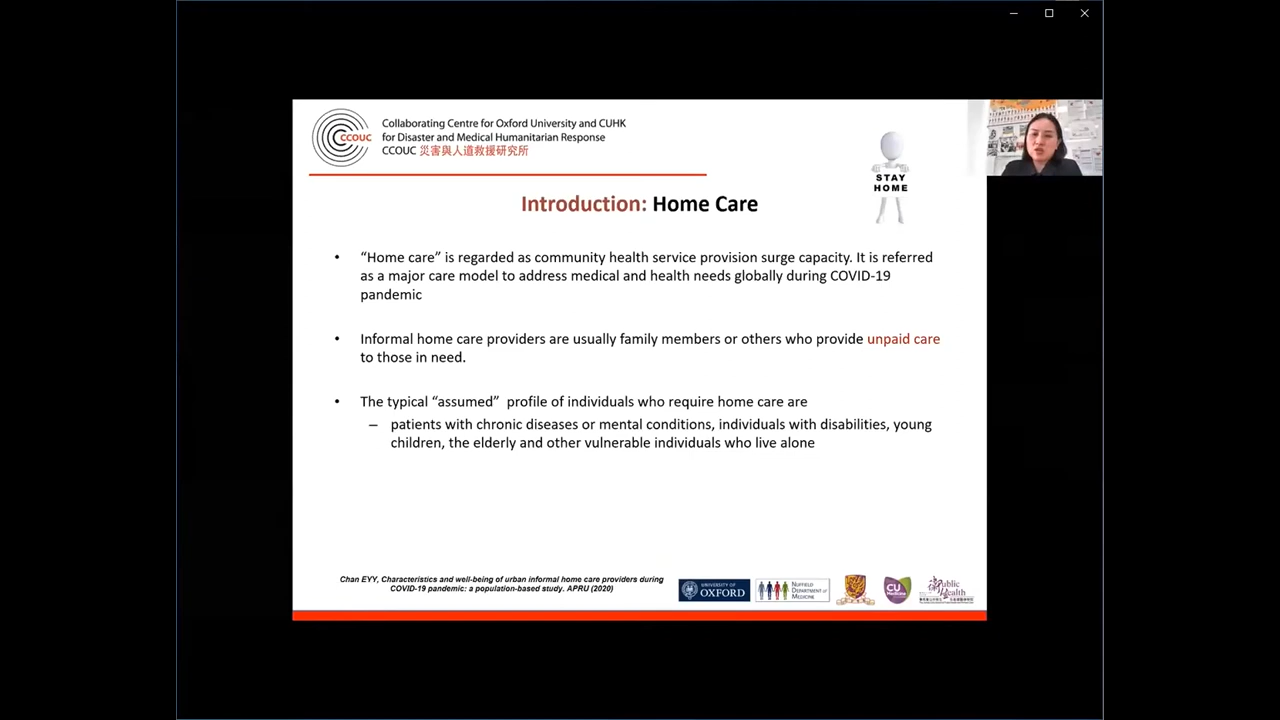 Collaborating Centre for Oxford University and CUHK
for Disaster and Medical Humanitarian Response
CCOUC 災害與人道救援研究所
CCOUC
STAY
HOME
Introduction: Home Care
• “Home care” is regarded as community health service provision surge capacity. It is referred
as a major care model to address medical and health needs globally during COVID-19
pandemic
• Informal home care providers are usually family members or others who provide unpaid care
to those in need.
• The typical “assumed” profile of individuals who require home care are
– patients with chronic diseases or mental conditions, individuals with disabilities, young
children, the elderly and other vulnerable individuals who live alone
Chan EYY, Characteristics and well-being of urban informal home care providers during
COVID-19 pandemic: a population-based study. APRU (2020)
UNIVERSITY OF
OXFORD
NUFFIELD
DEPARTMENT OF
MEDICINE
CU
Medicine
Public
Health